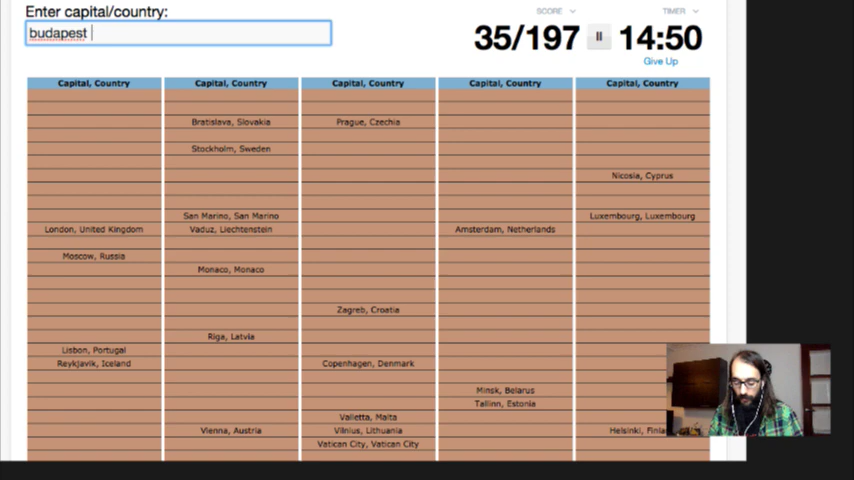 Enter capital/country:
budapest
SCORE
TIMER
35/197
14:50
Give Up
Capital, Country Capital, Country Capital, Country Capital, Country Capital, Country
Bratislava, Slovakia Prague, Czechia
Stockholm, Sweden
Nicosia, Cyprus
San Marino, San Marino Luxembourg, Luxembourg
London, United Kingdom Vaduz, Liechtenstein Amsterdam, Netherlands
Moscow, Russia
Monaco, Monaco
Zagreb, Croatia
Riga, Latvia
Lisbon, Portugal
Reykjavik, Iceland Copenhagen, Denmark
Minsk, Belarus
Tallinn, Estonia
Valletta, Malta
Vienna, Austria Vilnius, Lithuania Helsinki,
Vatican City, Vatican City